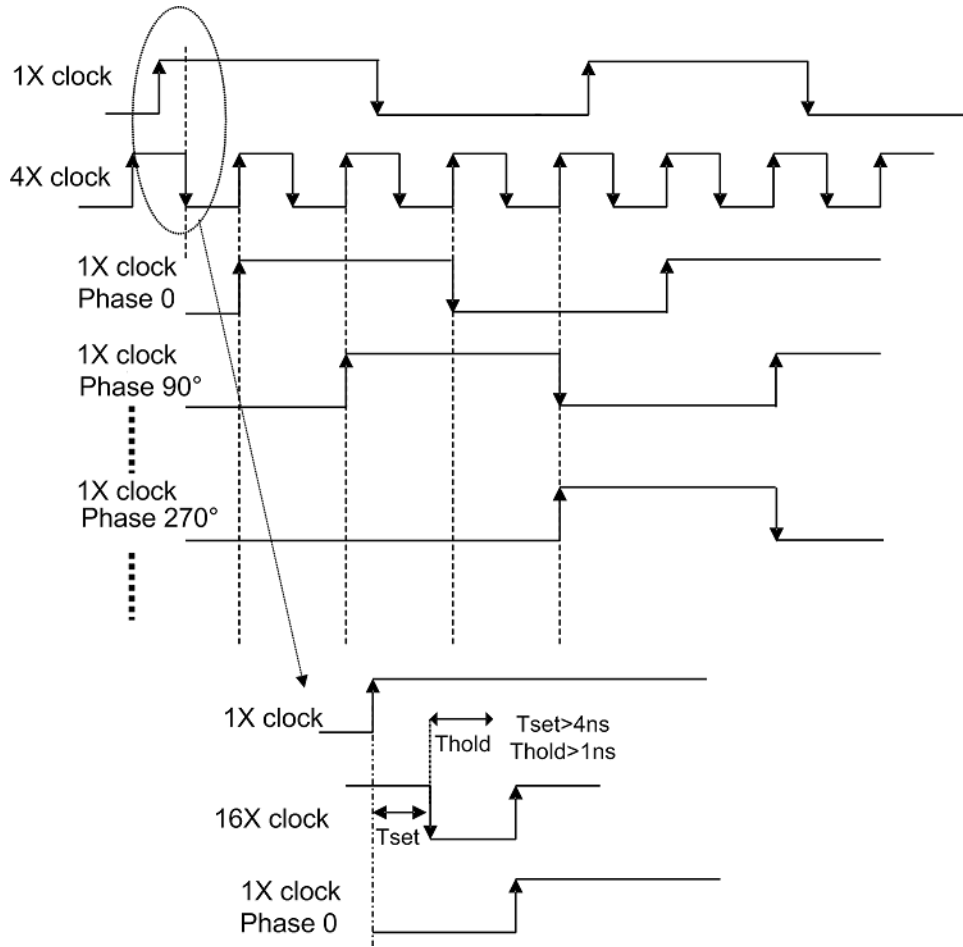 1X clock
4X clock
1X clock
Phase 0
1X clock
Phase 90°
1X clock
Phase 270°
1X clock
Thold
Tset>4ns
Thold>1ns
16X clock
Tset
1X clock
Phase 0